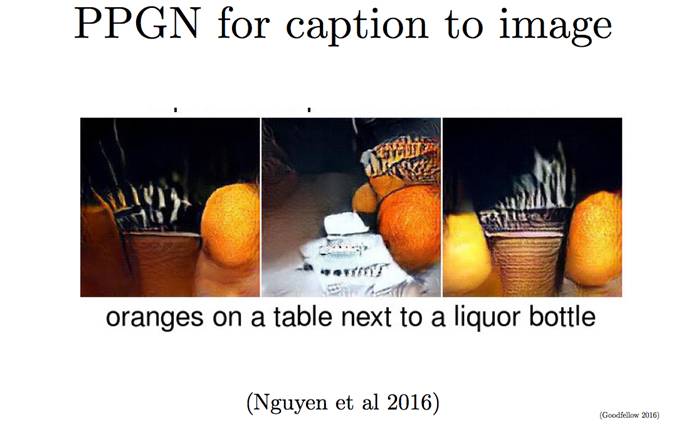 PPGN for caption to image
oranges on a table next to a liquor bottle
(Nguyen et al 2016)
(Goodfellow 2016)